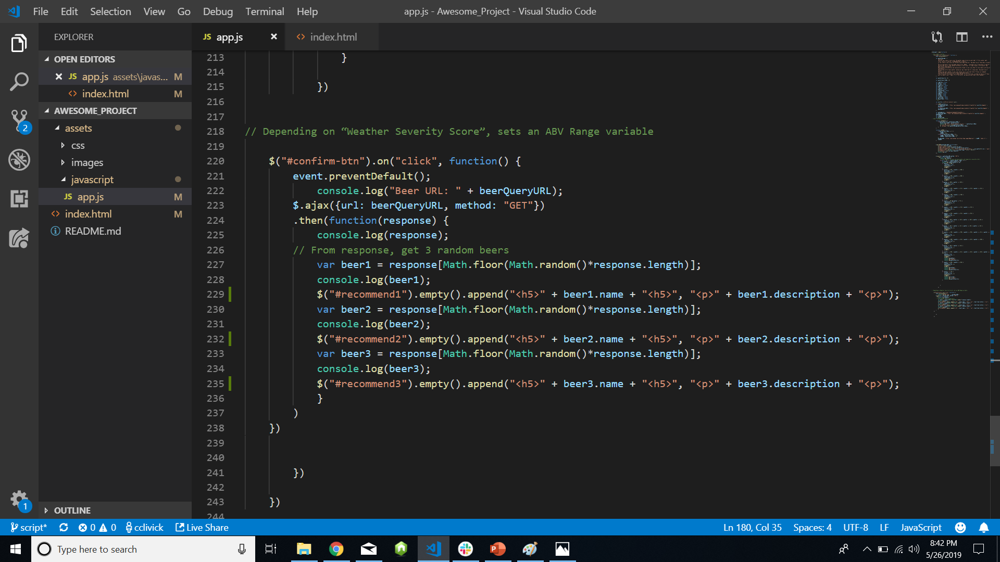 File Edit Selection View Go Debug Terminal Help
app.js - Awesome_Project - Visual Studio Code
EXPLORER
JS app.js
<> index.html
OPEN EDITORS
JS app.js assets\javas... M
<> index.html M
AWESOME_PROJECT
assets
css
images
javascript
JS app.js M
<> index.html M
README.md
OUTLINE
2
1
213 }
214
215 })
216
217
218 // Depending on “Weather Severity Score”, sets an ABV Range variable
219
220 $("#confirm-btn").on("click", function() {
221 event.preventDefault();
222 console.log("Beer URL: " + beerQueryURL);
223 $.ajax({url: beerQueryURL, method: "GET"})
224 .then(function(response) {
225 console.log(response);
226 // From response, get 3 random beers
227 var beer1 = response[Math.floor(Math.random()*response.length)];
228 console.log(beer1);
229 $("#recommend1").empty().append("<h5>" + beer1.name + "<h5>", "<p>" + beer1.description + "<p>");
230 var beer2 = response[Math.floor(Math.random()*response.length)];
231 console.log(beer2);
232 $("#recommend2").empty().append("<h5>" + beer2.name + "<h5>", "<p>" + beer2.description + "<p>");
233 var beer3 = response[Math.floor(Math.random()*response.length)];
234 console.log(beer3);
235 $("#recommend3").empty().append("<h5>" + beer3.name + "<h5>", "<p>" + beer3.description + "<p>");
236 }
237 )
238 })
239
240
241 })
242
243 })
244
script* 0 0 cclivick Live Share
Ln 180, Col 35 Spaces: 4 UTF-8 LF JavaScript
Type here to search
8:42 PM
5/26/2019